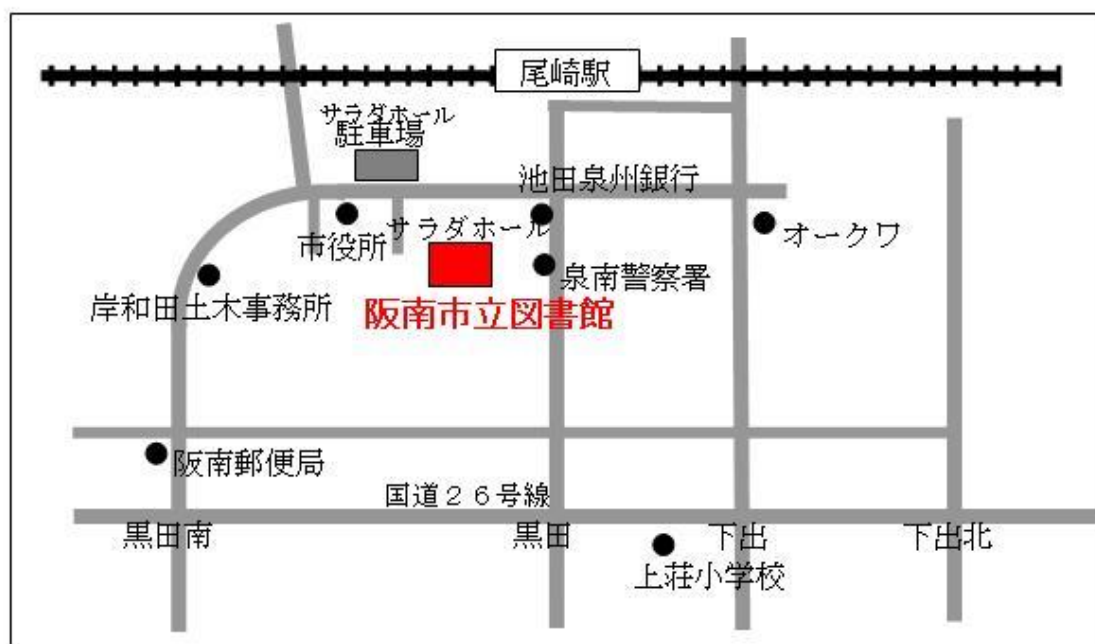 尾崎駅
サラダホール
駐車場
池田泉州銀行
市役所
サラダホール
オークワ
岸和田土木事務所
泉南警察署
阪南市立図書館
阪南郵便局
国道２６号線
黒田南
黒田
下出
下出北
上荘小学校